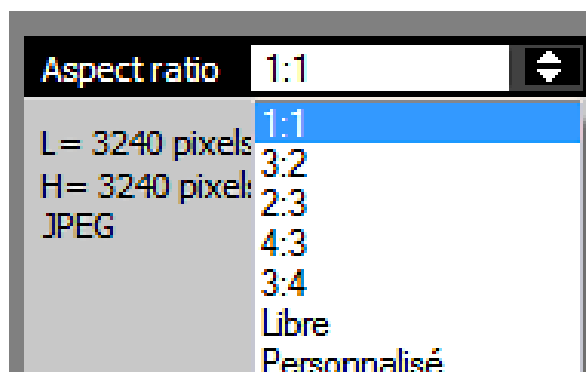 Aspect ratio 1:1
L= 3240 pixels
H= 3240 pixels
JPEG
1:1
3:2
2:3
4:3
3:4
Libre
Personnalisé